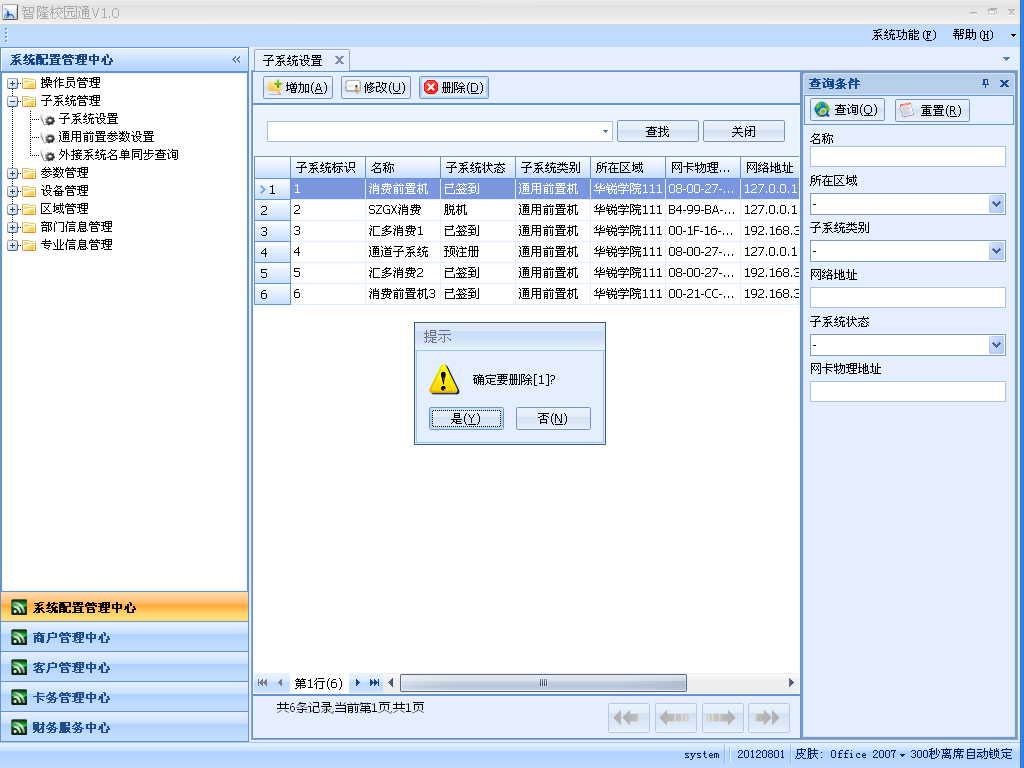 智隆校园通V1.0
系统功能(F) 帮助(H)
系统配置管理中心
操作员管理
子系统管理
子系统设置
通用前置参数设置
外接系统名单同步查询
参数管理
设备管理
区域管理
部门信息管理
专业信息管理
系统配置管理中心
商户管理中心
客户管理中心
卡务管理中心
财务服务中心
子系统设置
增加(A) 修改(U) 删除(D)
查找 关闭
子系统标识 名称 子系统状态 子系统类别 所在区域 网卡物理... 网络地址
1 1 消费前置机 已签到 通用前置机 华锐学院111 08-00-27-... 127.0.0.1
2 2 SZGX消费 脱机 通用前置机 华锐学院111 B4-99-BA-... 127.0.0.1
3 3 汇多消费1 已签到 通用前置机 华锐学院111 00-1F-16-... 192.168.3
4 4 通道子系统 预注册 通用前置机 华锐学院111 08-00-27-... 127.0.0.1
5 5 汇多消费2 已签到 通用前置机 华锐学院111 08-00-27-... 192.168.3
6 6 消费前置机3 已签到 通用前置机 华锐学院111 00-21-CC-... 192.168.3
提示
确定要删除[1]?
是(Y) 否(N)
第1行(6)
共6条记录,当前第1页,共1页
查询条件
查询(Q) 重置(R)
名称
所在区域
-
子系统类别
-
网络地址
子系统状态
-
网卡物理地址
system 20120801 皮肤: Office 2007 300秒离席自动锁定